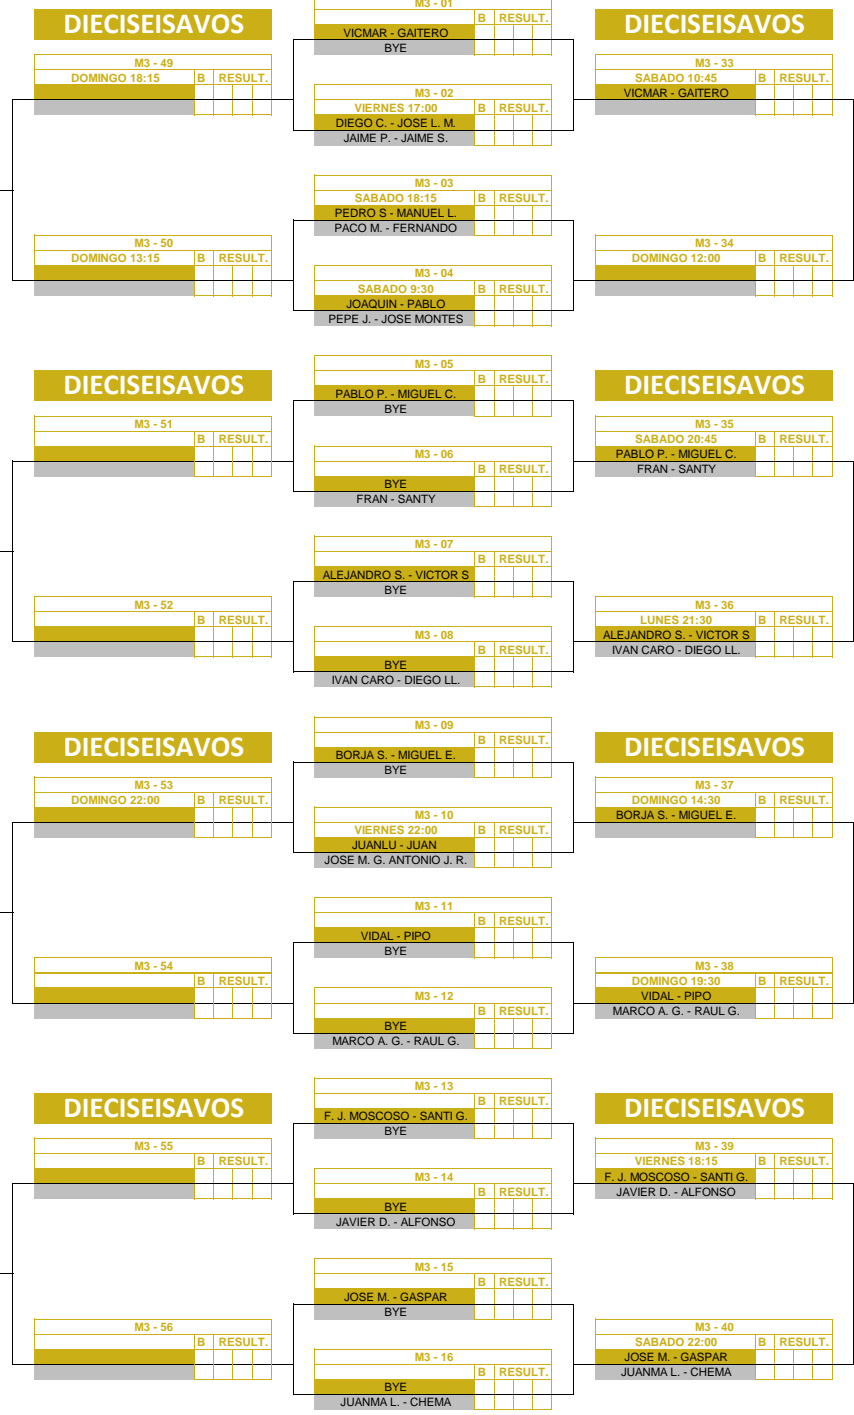 M3 - 01
B RESULT.
VICMAR - GAITERO
BYE
DIECISEISAVOS
DIECISEISAVOS
M3 - 49
DOMINGO 18:15 B RESULT.
M3 - 33
SABADO 10:45 B RESULT.
VICMAR - GAITERO
M3 - 02
VIERNES 17:00 B RESULT.
DIEGO C. - JOSE L. M.
JAIME P. - JAIME S.
M3 - 03
SABADO 18:15 B RESULT.
PEDRO S - MANUEL L.
PACO M. - FERNANDO
M3 - 50
DOMINGO 13:15 B RESULT.
M3 - 34
DOMINGO 12:00 B RESULT.
M3 - 04
SABADO 9:30 B RESULT.
JOAQUIN - PABLO
PEPE J. - JOSE MONTES
M3 - 05
B RESULT.
PABLO P. - MIGUEL C.
BYE
DIECISEISAVOS
DIECISEISAVOS
M3 - 51
B RESULT.
M3 - 35
SABADO 20:45 B RESULT.
PABLO P. - MIGUEL C.
FRAN - SANTY
M3 - 06
B RESULT.
BYE
FRAN - SANTY
M3 - 07
B RESULT.
ALEJANDRO S. - VICTOR S
BYE
M3 - 52
B RESULT.
M3 - 36
LUNES 21:30 B RESULT.
ALEJANDRO S. - VICTOR S
IVAN CARO - DIEGO LL.
M3 - 08
B RESULT.
BYE
IVAN CARO - DIEGO LL.
M3 - 09
B RESULT.
BORJA S. - MIGUEL E.
BYE
DIECISEISAVOS
DIECISEISAVOS
M3 - 53
DOMINGO 22:00 B RESULT.
M3 - 37
DOMINGO 14:30 B RESULT.
BORJA S. - MIGUEL E.
M3 - 10
VIERNES 22:00 B RESULT.
JUANLU - JUAN
JOSE M. G. ANTONIO J. R.
M3 - 11
B RESULT.
VIDAL - PIPO
BYE
M3 - 54
B RESULT.
M3 - 38
DOMINGO 19:30 B RESULT.
VIDAL - PIPO
MARCO A. G. - RAUL G.
M3 - 12
B RESULT.
BYE
MARCO A. G. - RAUL G.
M3 - 13
B RESULT.
F. J. MOSCOSO - SANTI G.
BYE
DIECISEISAVOS
DIECISEISAVOS
M3 - 55
B RESULT.
M3 - 39
VIERNES 18:15 B RESULT.
F. J. MOSCOSO - SANTI G.
JAVIER D. - ALFONSO
M3 - 14
B RESULT.
BYE
JAVIER D. - ALFONSO
M3 - 15
B RESULT.
JOSE M. - GASPAR
BYE
M3 - 56
B RESULT.
M3 - 40
SABADO 22:00 B RESULT.
JOSE M. - GASPAR
JUANMA L. - CHEMA
M3 - 16
B RESULT.
BYE
JUANMA L. - CHEMA